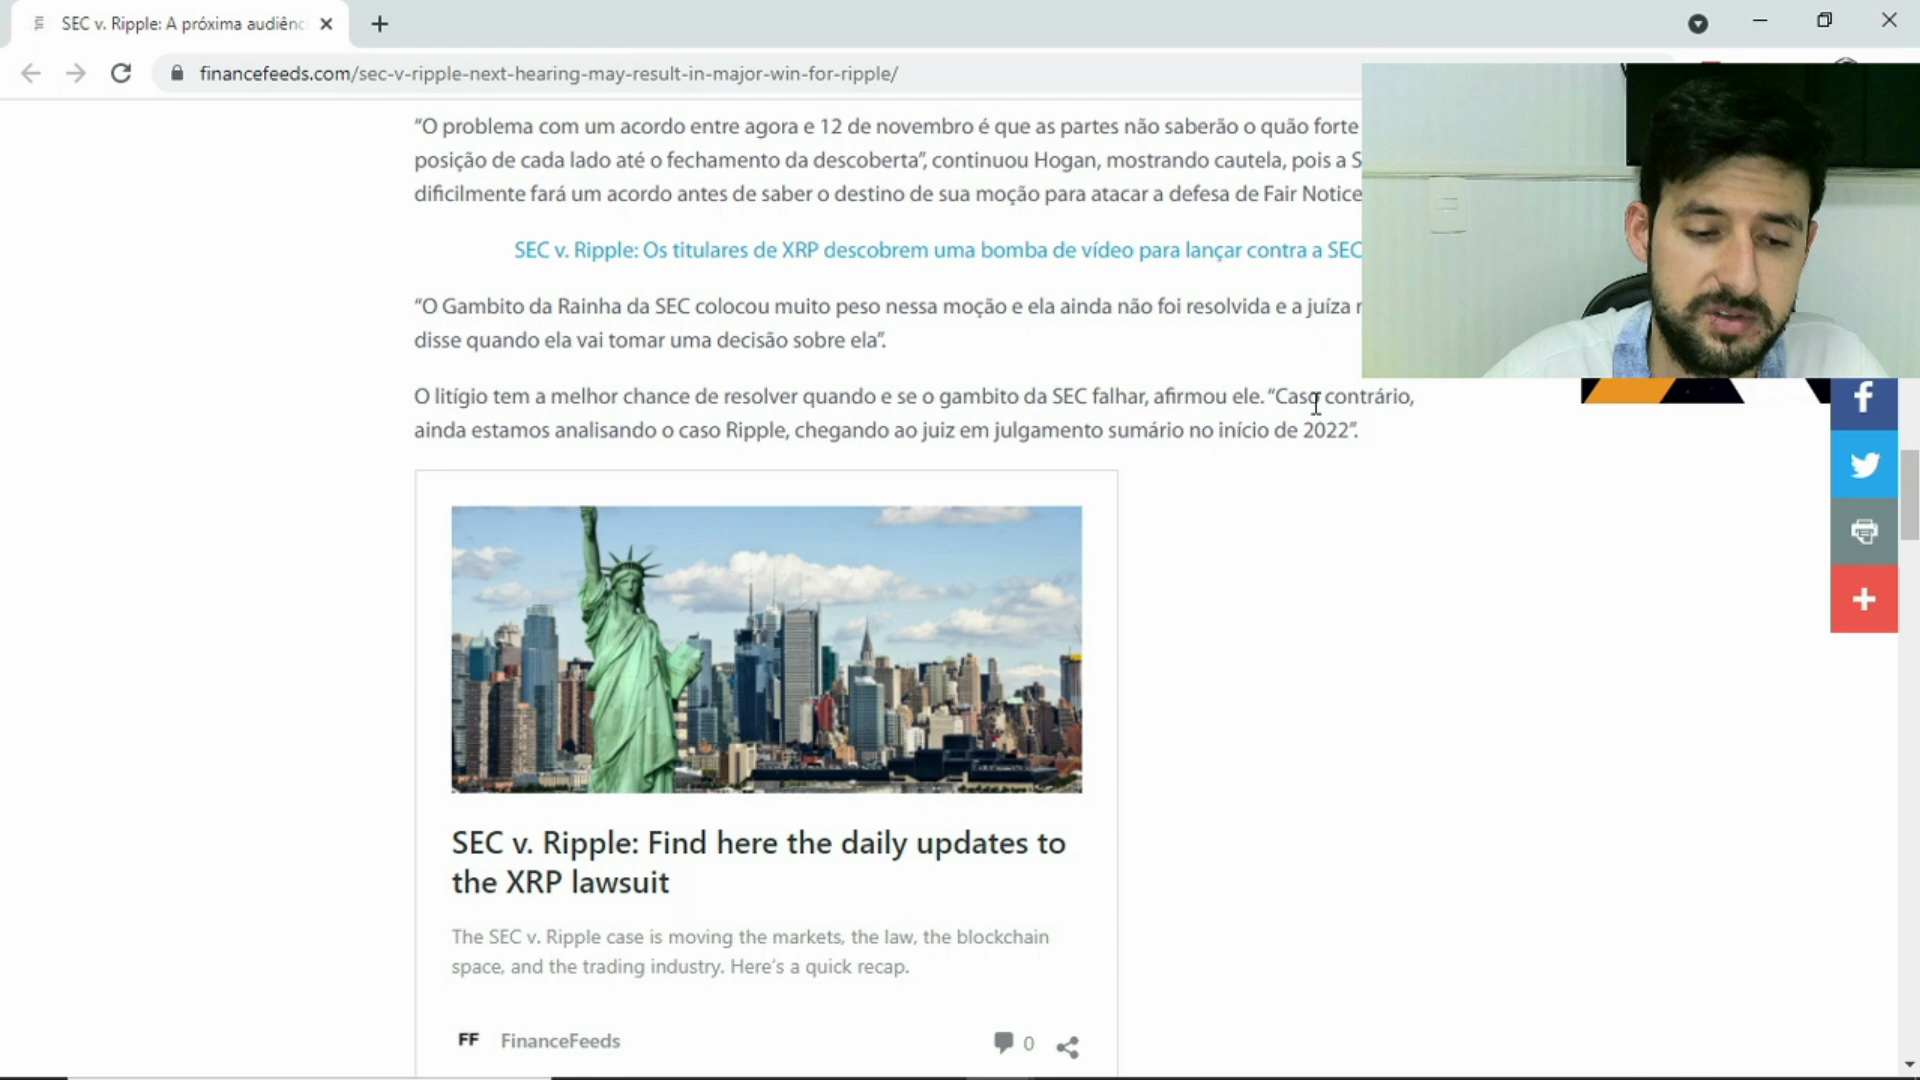 SEC v. Ripple: A próxima audiênc
financefeeds.com/sec-v-ripple-next-hearing-may-result-in-major-win-for-ripple/
“O problema com um acordo entre agora e 12 de novembro é que as partes não saberão o quão forte
posição de cada lado até o fechamento da descoberta”, continuou Hogan, mostrando cautela, pois a S
dificilmente fará um acordo antes de saber o destino de sua moção para atacar a defesa de Fair Notice
SEC v. Ripple: Os titulares de XRP descobrem uma bomba de vídeo para lançar contra a SEC
“O Gambito da Rainha da SEC colocou muito peso nessa moção e ela ainda não foi resolvida e a juíza
disse quando ela vai tomar uma decisão sobre ela”.
O litígio tem a melhor chance de resolver quando e se o gambito da SEC falhar, afirmou ele. “Caso contrário,
ainda estamos analisando o caso Ripple, chegando ao juiz em julgamento sumário no início de 2022”.
SEC v. Ripple: Find here the daily updates to
the XRP lawsuit
The SEC v. Ripple case is moving the markets, the law, the blockchain
space, and the trading industry. Here’s a quick recap.
FF FinanceFeeds
0